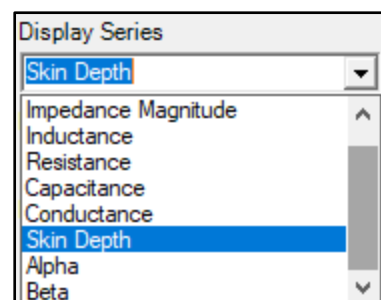 Display Series
Skin Depth
Impedance Magnitude
Inductance
Resistance
Capacitance
Conductance
Skin Depth
Alpha
Beta